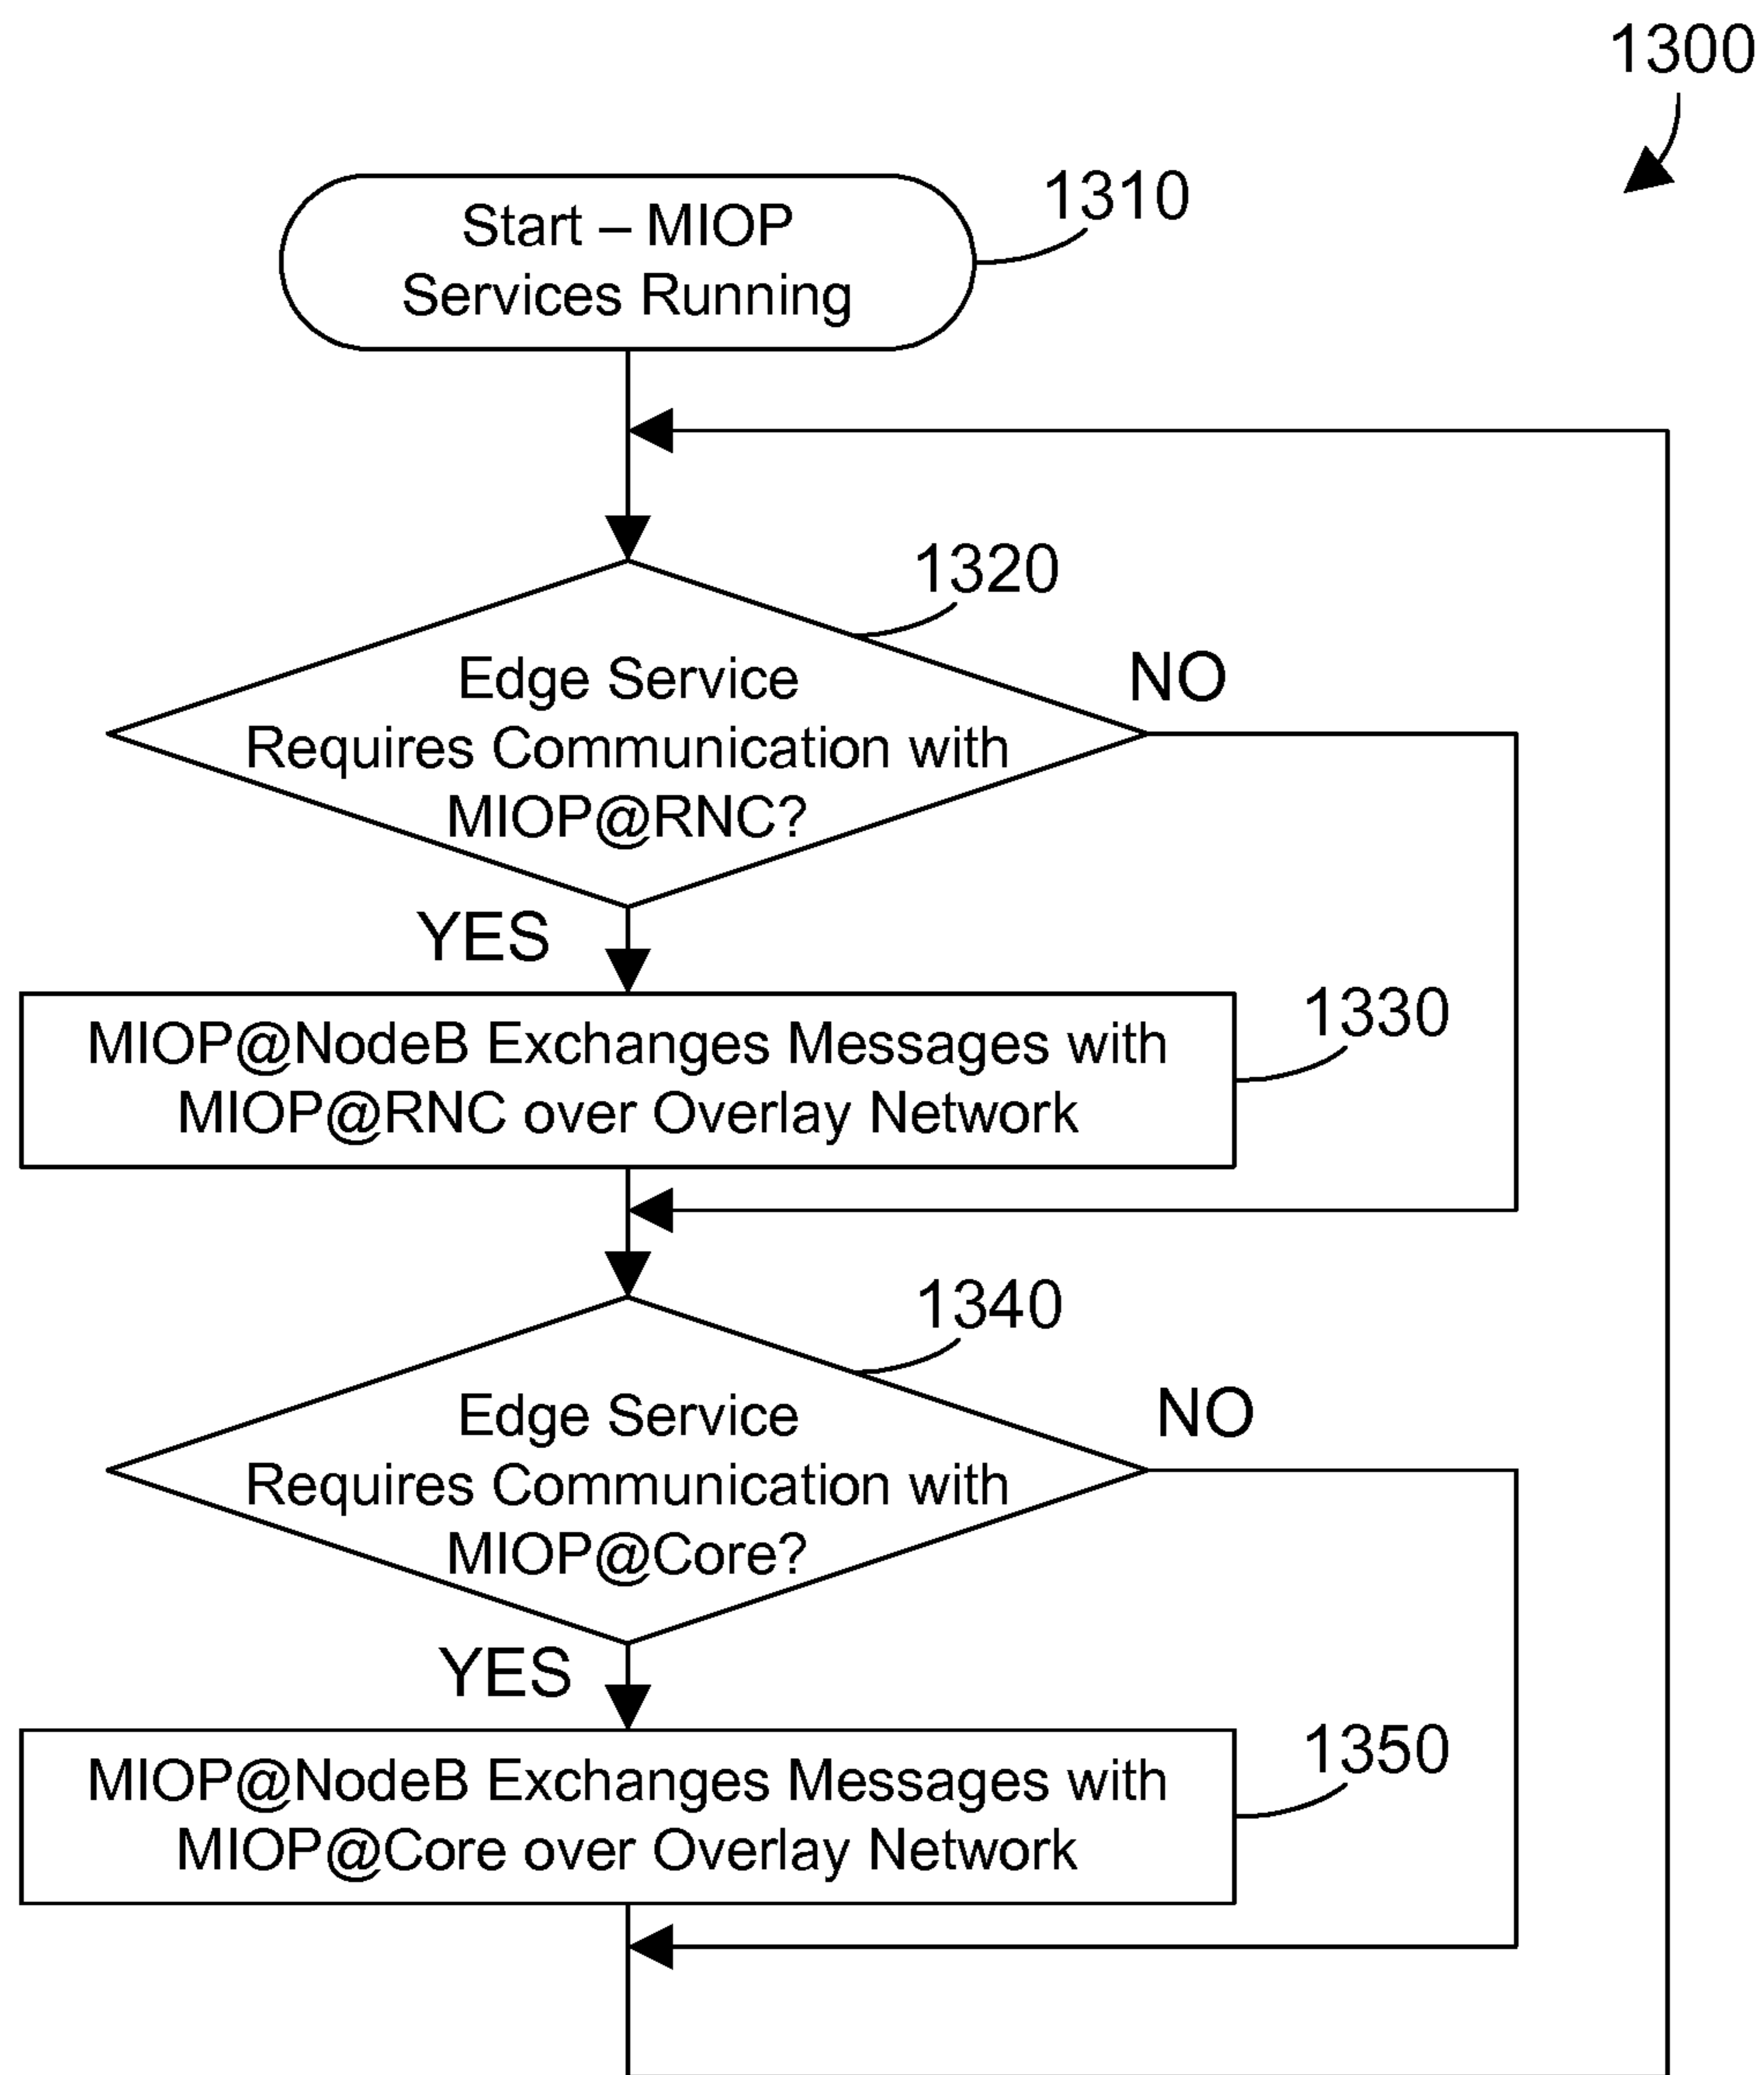 1300
1310
Start – MIOP
Services Running
1320
Edge Service
Requires Communication with
MIOP@RNC?
NO
YES
1330
MIOP@NodeB Exchanges Messages with
MIOP@RNC over Overlay Network
1340
Edge Service
Requires Communication with
MIOP@Core?
NO
YES
1350
MIOP@NodeB Exchanges Messages with
MIOP@Core over Overlay Network